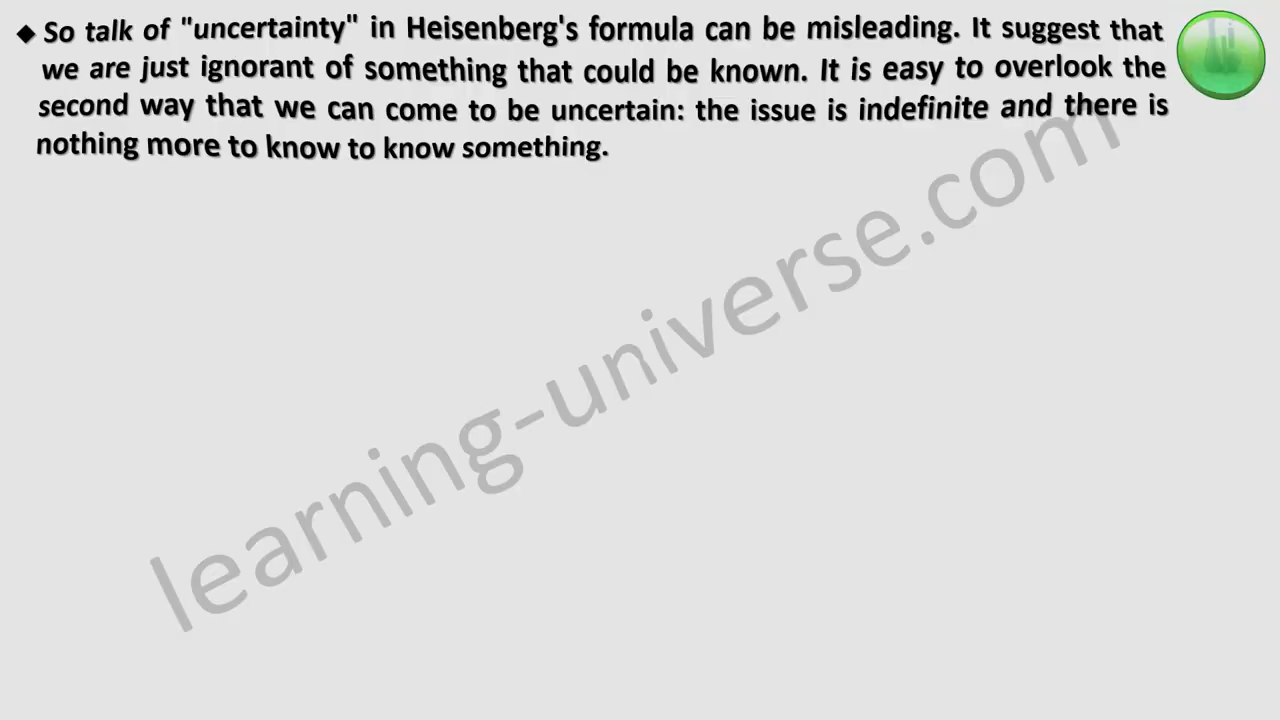 ◆ So talk of "uncertainty" in Heisenberg's formula can be misleading. It suggest that
we are just ignorant of something that could be known. It is easy to overlook the
second way that we can come to be uncertain: the issue is indefinite and there is
nothing more to know to know something.
learning-universe.com